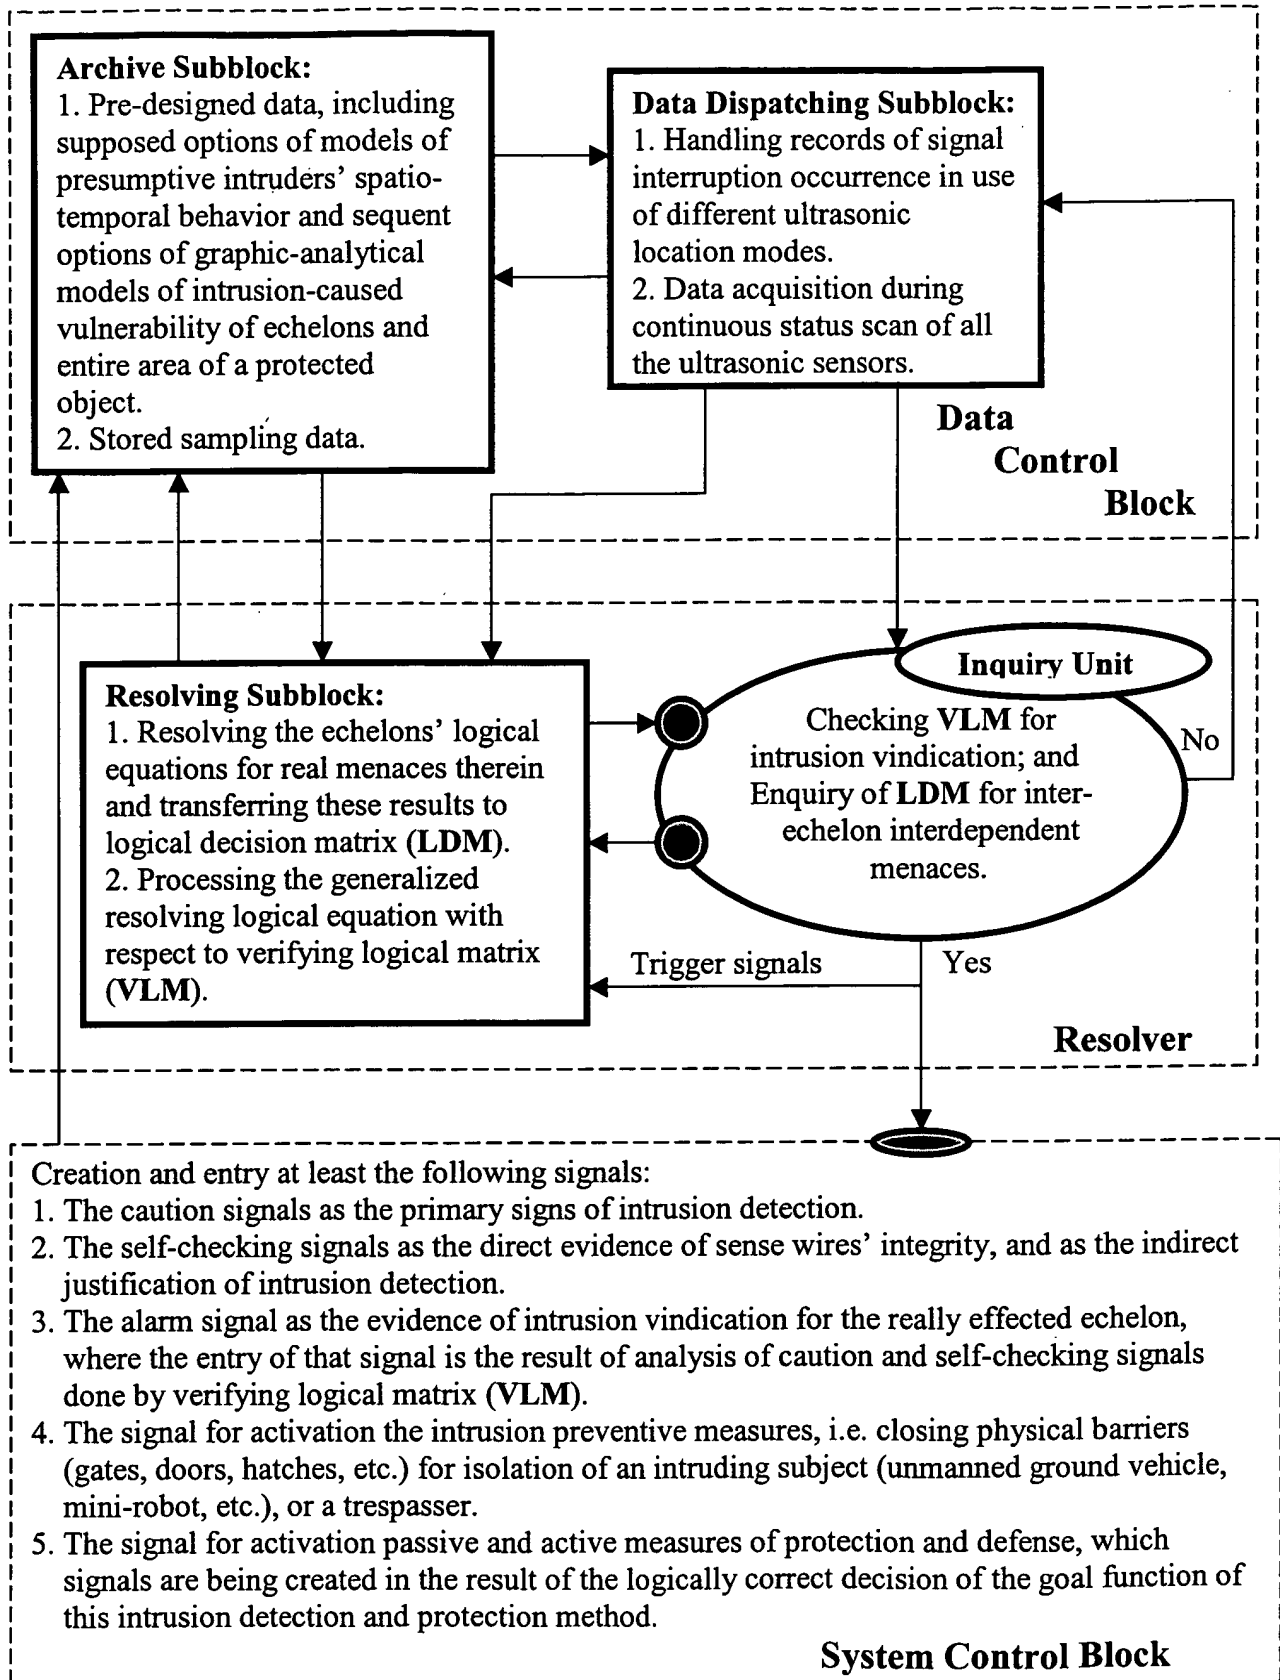 Archive Subblock:
1. Pre-designed data, including
supposed options of models of
presumptive intruders' spatio-
temporal behavior and sequent
options of graphic-analytical
models of intrusion-caused
vulnerability of echelons and
entire area of a protected
object.
2. Stored sampling data.
Data Dispatching Subblock:
1. Handling records of signal
interruption occurrence in use
of different ultrasonic
location modes.
2. Data acquisition during
continuous status scan of all
the ultrasonic sensors.
Data
Control
Block
Resolving Subblock:
1. Resolving the echelons' logical
equations for real menaces therein
and transferring these results to
logical decision matrix (LDM).
2. Processing the generalized
resolving logical equation with
respect to verifying logical matrix
(VLM).
Inquiry Unit
Checking VLM for
intrusion vindication; and
Enquiry of LDM for inter-
echelon interdependent
menaces.
No
Trigger signals
Yes
Resolver
Creation and entry at least the following signals:
1. The caution signals as the primary signs of intrusion detection.
2. The self-checking signals as the direct evidence of sense wires' integrity, and as the indirect
justification of intrusion detection.
3. The alarm signal as the evidence of intrusion vindication for the really effected echelon,
where the entry of that signal is the result of analysis of caution and self-checking signals
done by verifying logical matrix (VLM).
4. The signal for activation the intrusion preventive measures, i.e. closing physical barriers
(gates, doors, hatches, etc.) for isolation of an intruding subject (unmanned ground vehicle,
mini-robot, etc.), or a trespasser.
5. The signal for activation passive and active measures of protection and defense, which
signals are being created in the result of the logically correct decision of the goal function of
this intrusion detection and protection method.
System Control Block